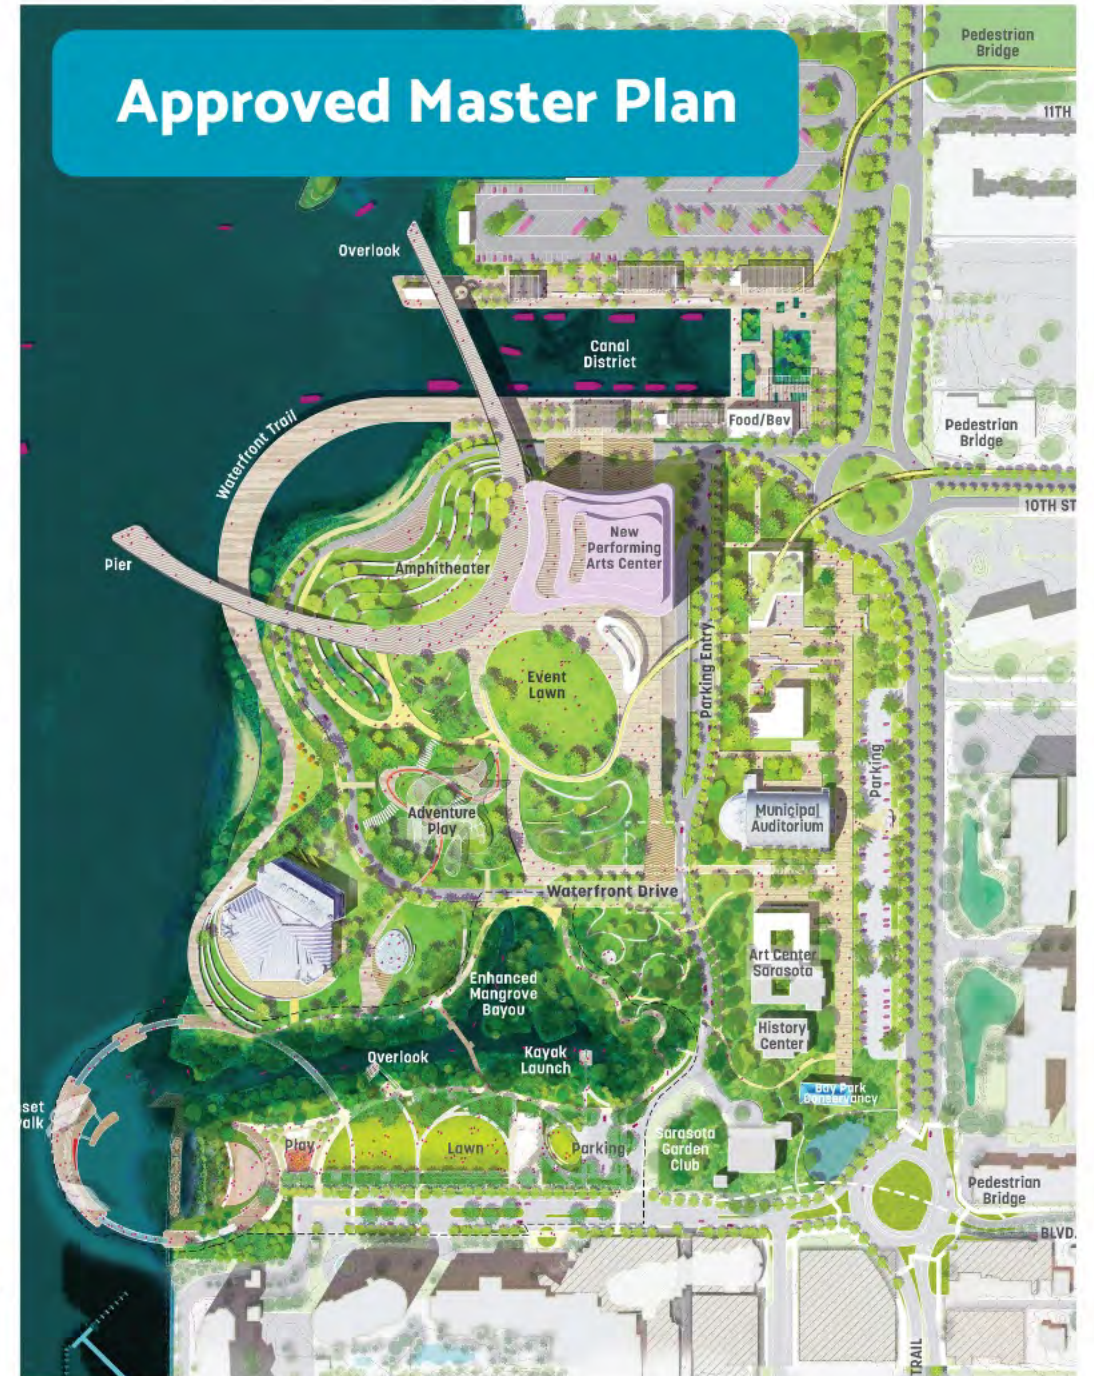 Approved Master Plan
Pedestrian
Bridge
11TH
Overlook
Canal
District
Food/Bev
Waterfront Trail
Pedestrian
Bridge
10TH ST
Pier
Amphitheater
New
Performing
Arts Center
Event
Lawn
Parking Entry
Parking
Adventure
Play
Municipal
Auditorium
Waterfront Drive
Art Center
Sarasota
Enhanced
Mangrove
Bayou
History
Center
Overlook
Kayak
Launch
Bay Park
Conservancy
set
alk
Play
Lawn
Parking
Sarasota
Garden
Club
Pedestrian
Bridge
BLVD.
TRAIL